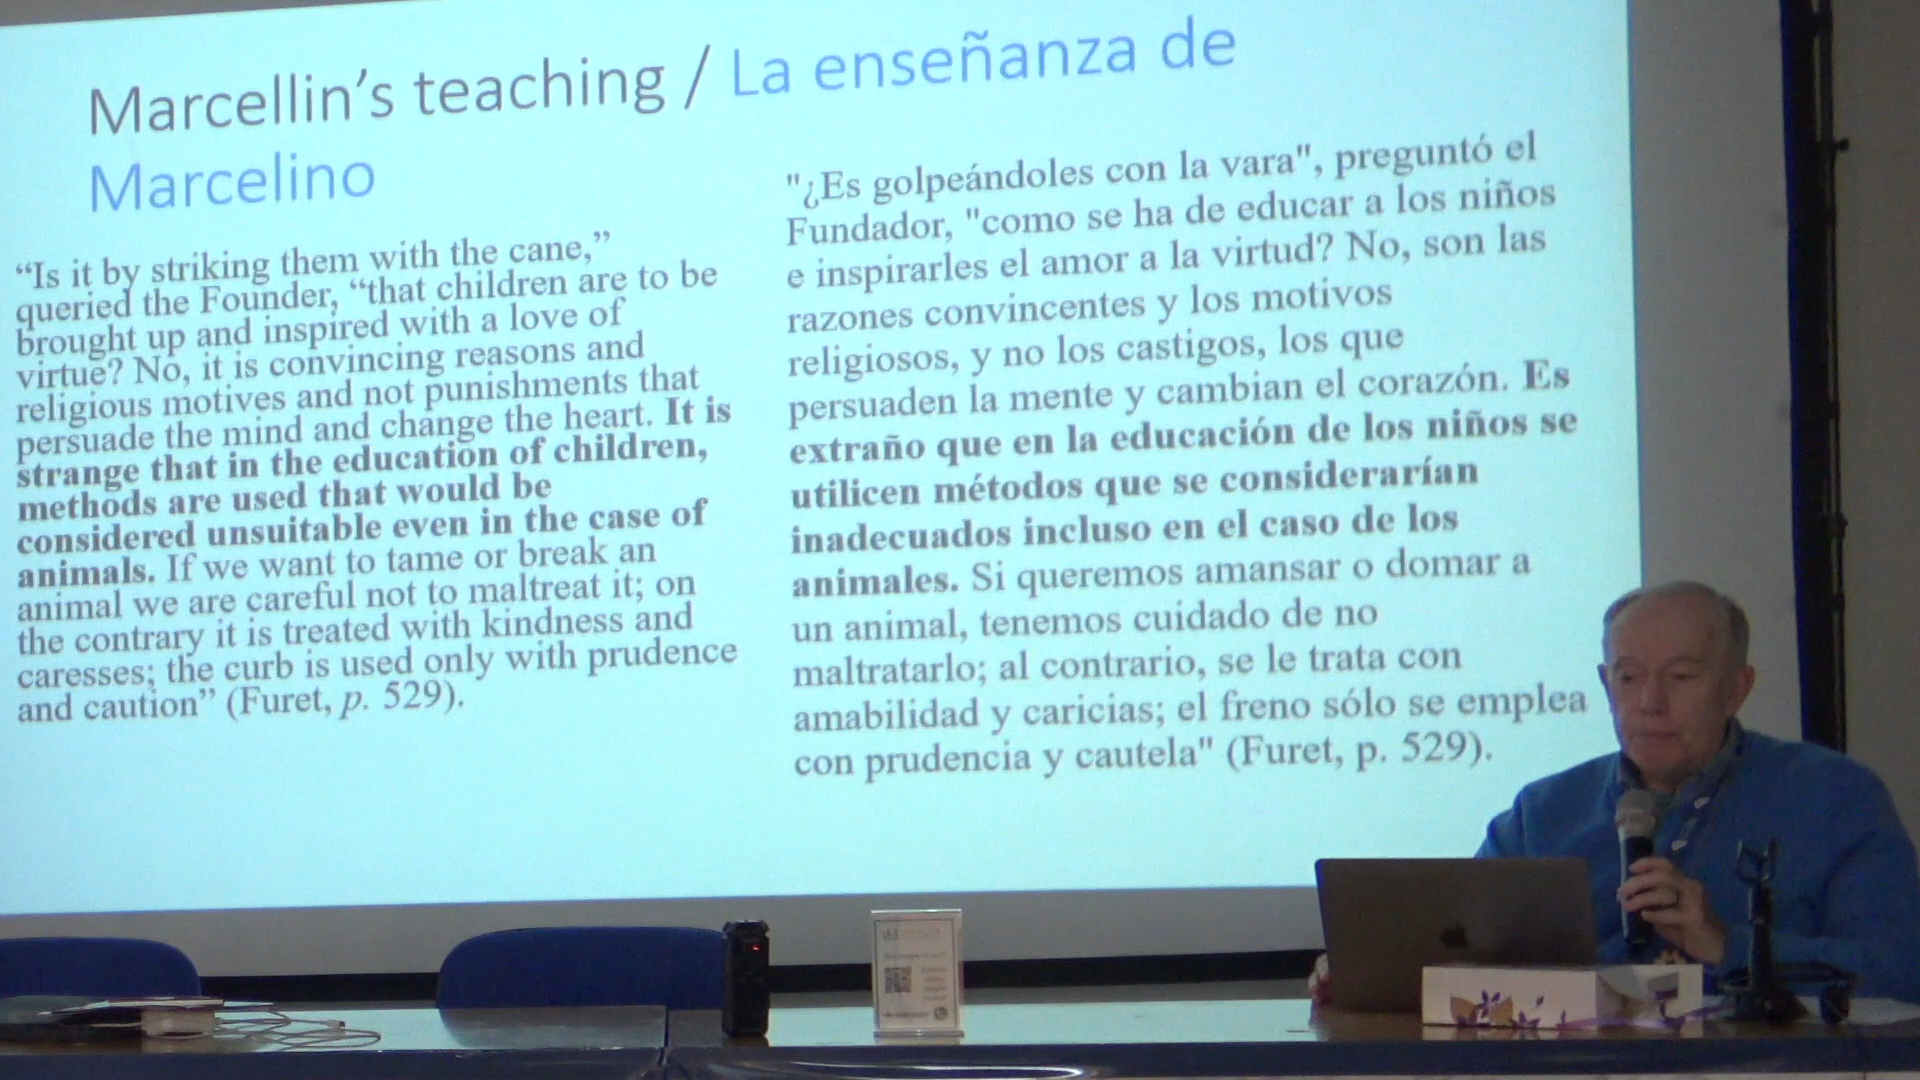 Marcellin's teaching / La enseñanza de
Marcelino
“Is it by striking them with the cane,”
queried the Founder, “that children are to be
brought up and inspired with a love of
virtue? No, it is convincing reasons and
religious motives and not punishments that
persuade the mind and change the heart. It is
strange that in the education of children,
methods are used that would be
considered unsuitable even in the case of
animals. If we want to tame or break an
animal we are careful not to maltreat it; on
the contrary it is treated with kindness and
caresses; the curb is used only with prudence
and caution” (Furet, p. 529).
"¿Es golpeándoles con la vara", preguntó el
Fundador, "como se ha de educar a los niños
e inspirarles el amor a la virtud? No, son las
razones convincentes y los motivos
religiosos, y no los castigos, los que
persuaden la mente y cambian el corazón. Es
extraño que en la educación de los niños se
utilicen métodos que se considerarían
inadecuados incluso en el caso de los
animales. Si queremos amansar o domar a
un animal, tenemos cuidado de no
maltratarlo; al contrario, se le trata con
amabilidad y caricias; el freno sólo se emplea
con prudencia y cautela" (Furet, p. 529).